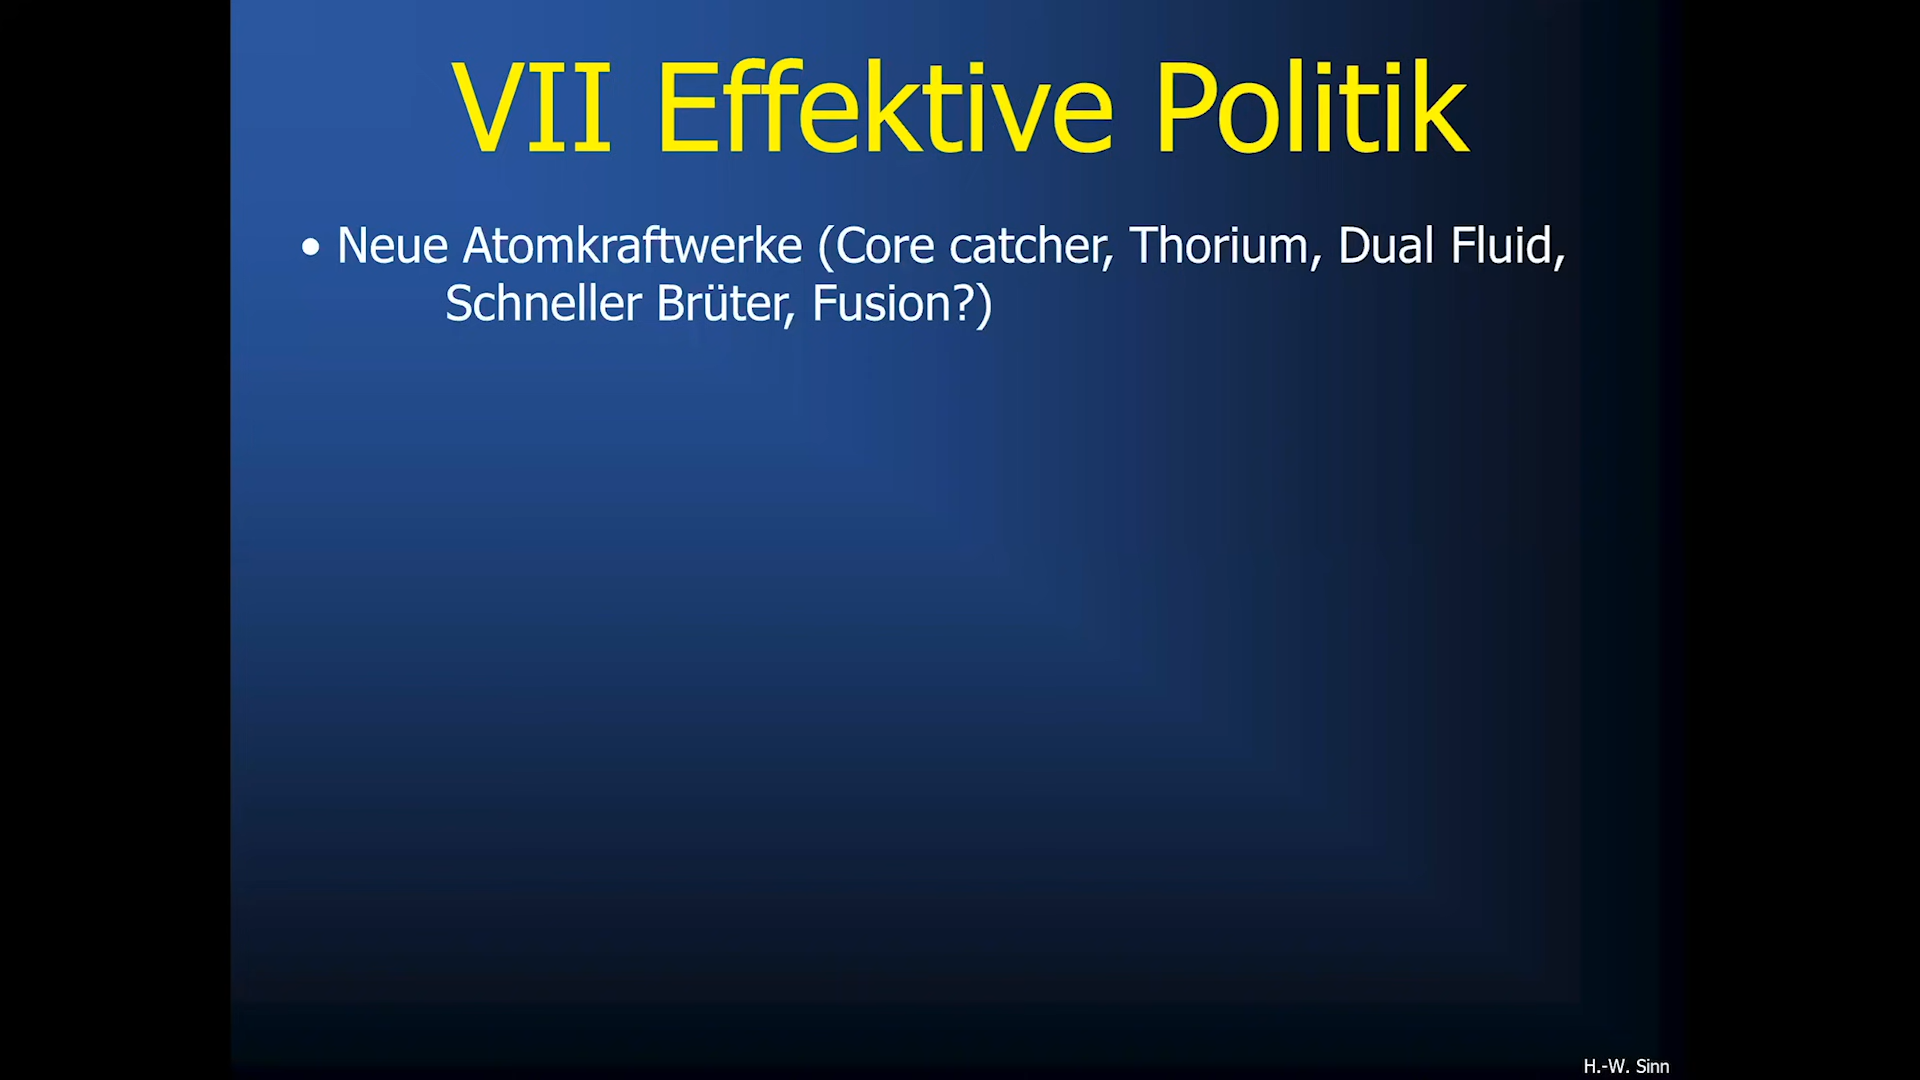 VII Effektive Politik
• Neue Atomkraftwerke (Core catcher, Thorium, Dual Fluid,
Schneller Brüter, Fusion?)
H.-W. Sinn